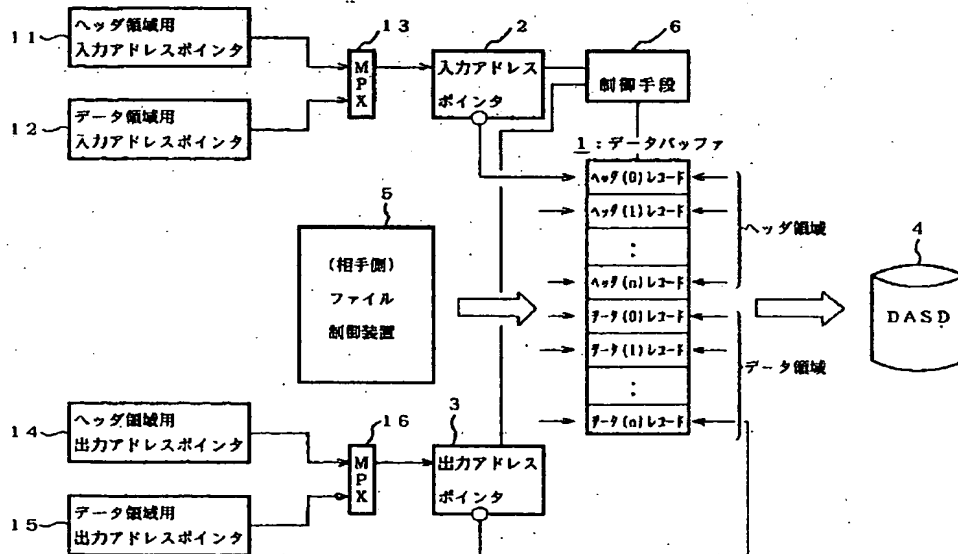 11
ヘッダ領域用
入力アドレスポインタ
12
データ領域用
入力アドレスポインタ
13
MPX
2
入力アドレス
ポインタ
6
制御手段
1:データバッファ
ヘッダ(0)レコード
ヘッダ(1)レコード
:
ヘッダ(n)レコード
データ(0)レコード
データ(1)レコード
:
データ(n)レコード
ヘッダ領域
データ領域
5
(相手側)
ファイル
制御装置
4
DASD
14
ヘッダ領域用
出力アドレスポインタ
15
データ領域用
出力アドレスポインタ
16
MPX
3
出力アドレス
ポインタ